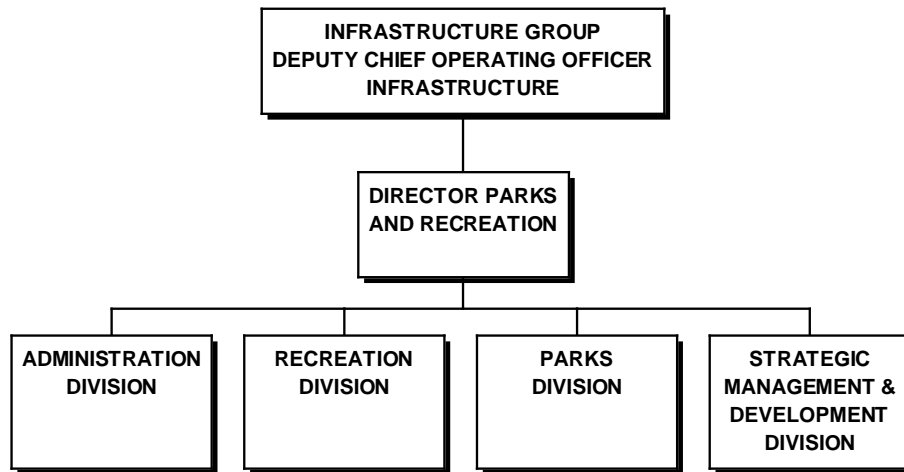 INFRASTRUCTURE GROUP
DEPUTY CHIEF OPERATING OFFICER
INFRASTRUCTURE
DIRECTOR PARKS
AND RECREATION
ADMINISTRATION
DIVISION
RECREATION
DIVISION
PARKS
DIVISION
STRATEGIC
MANAGEMENT &
DEVELOPMENT
DIVISION